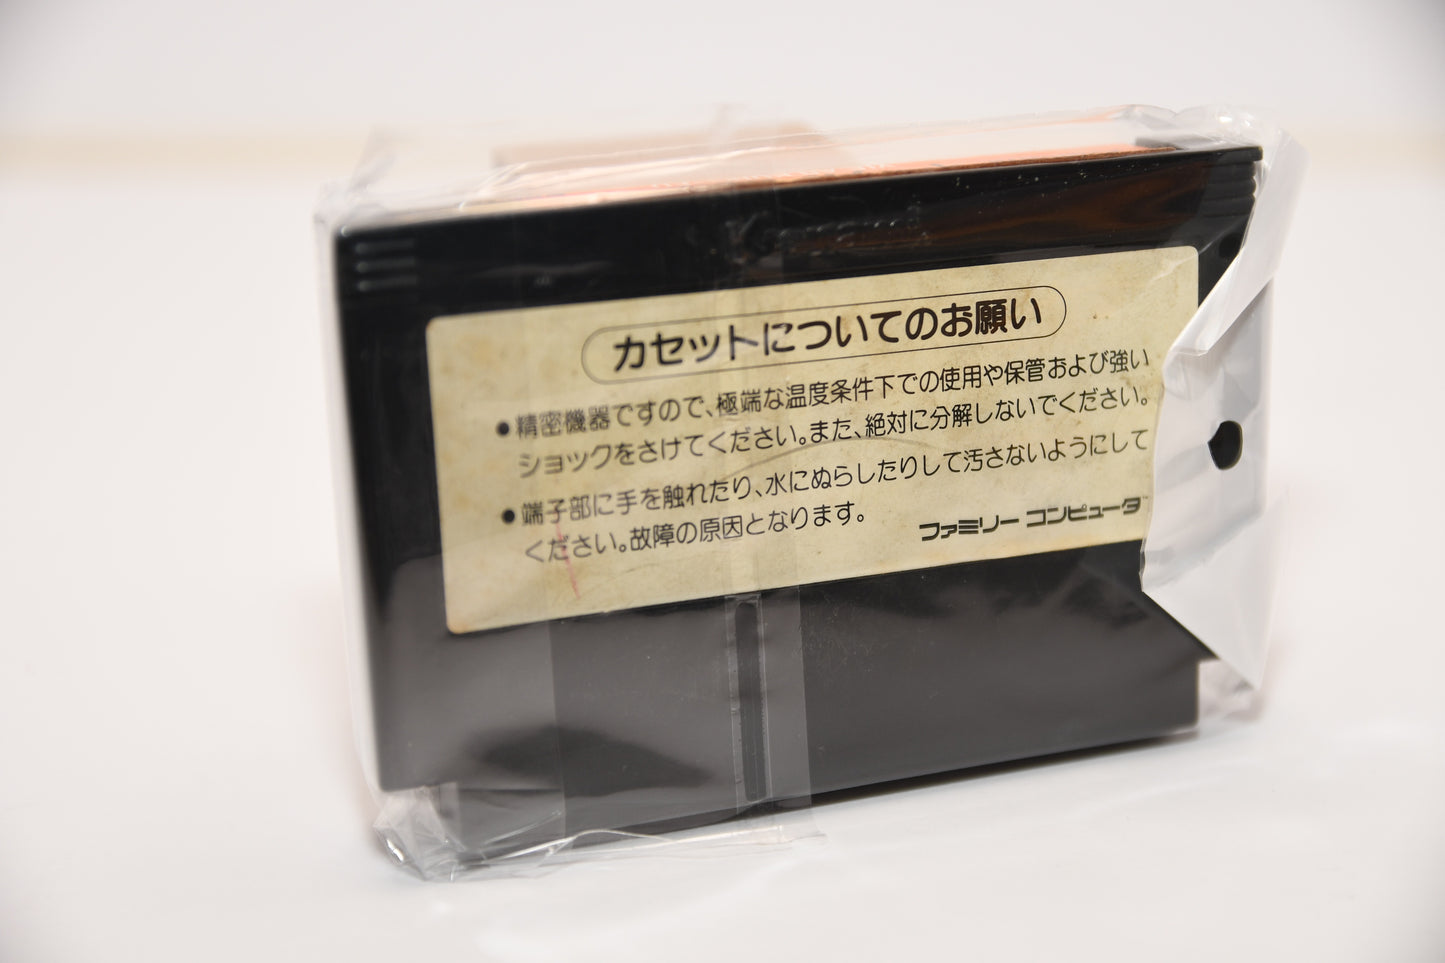 カセットについてのお願い
●精密機器ですので、極端な温度条件下での使用や保管および強い
ショックをさけてください。また、絶対に分解しないでください。
●端子部に手を触れたり、水にぬらしたりして汚さないようにして
ください。故障の原因となります。
ファミリー コンピュータ™